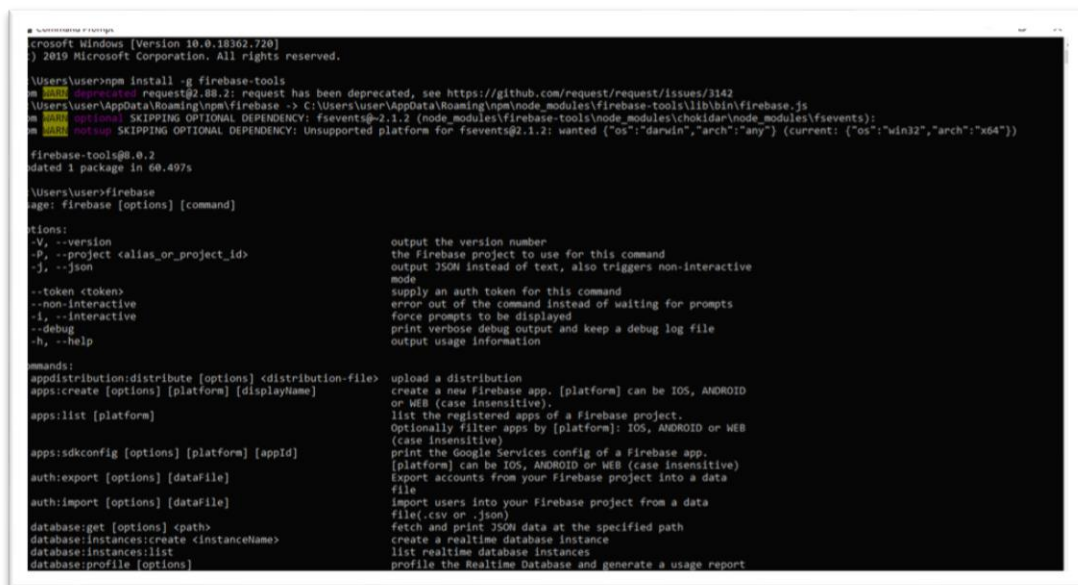 Command Prompt
crosoft Windows [Version 10.0.18362.720]
) 2019 Microsoft Corporation. All rights reserved.
\Users\user>npm install -g firebase-tools
m WARN deprecated request@2.88.2: request has been deprecated, see https://github.com/request/request/issues/3142
\Users\user\AppData\Roaming\npm\firebase -> C:\Users\user\AppData\Roaming\npm\node_modules\firebase-tools\lib\bin\firebase.js
m WARN optional SKIPPING OPTIONAL DEPENDENCY: fsevents@~2.1.2 (node_modules\firebase-tools\node_modules\chokidar\node_modules\fsevents):
m WARN notsup SKIPPING OPTIONAL DEPENDENCY: Unsupported platform for fsevents@2.1.2: wanted {"os":"darwin","arch":"any"} (current: {"os":"win32","arch":"x64"})
firebase-tools@8.0.2
dated 1 package in 60.497s
\Users\user>firebase
age: firebase [options] [command]
tions:
-V, --version output the version number
-P, --project <alias_or_project_id> the Firebase project to use for this command
-j, --json output JSON instead of text, also triggers non-interactive
mode
--token <token> supply an auth token for this command
--non-interactive error out of the command instead of waiting for prompts
-i, --interactive force prompts to be displayed
--debug print verbose debug output and keep a debug log file
-h, --help output usage information
mmands:
appdistribution:distribute [options] <distribution-file> upload a distribution
apps:create [options] [platform] [displayName] create a new Firebase app. [platform] can be IOS, ANDROID
or WEB (case insensitive).
apps:list [platform] list the registered apps of a Firebase project.
Optionally filter apps by [platform]: IOS, ANDROID or WEB
(case insensitive)
apps:sdkconfig [options] [platform] [appId] print the Google Services config of a Firebase app.
[platform] can be IOS, ANDROID or WEB (case insensitive)
auth:export [options] [dataFile] Export accounts from your Firebase project into a data
file
auth:import [options] [dataFile] import users into your Firebase project from a data
file(.csv or .json)
database:get [options] <path> fetch and print JSON data at the specified path
database:instances:create <instanceName> create a realtime database instance
database:instances:list list realtime database instances
database:profile [options] profile the Realtime Database and generate a usage report